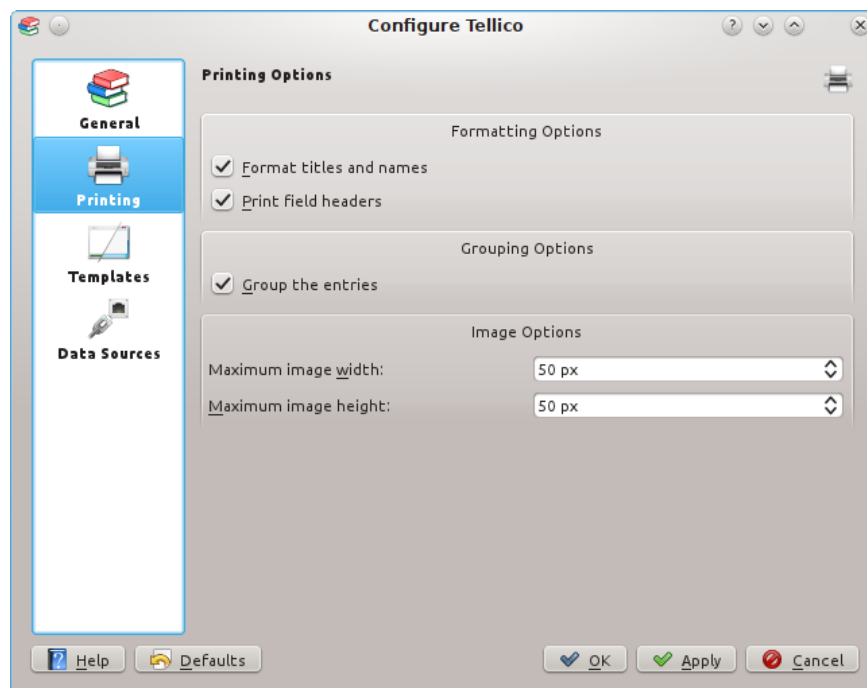 Configure Tellico
General
Printing
Templates
Data Sources
Printing Options
Formatting Options
Format titles and names
Print field headers
Grouping Options
Group the entries
Image Options
Maximum image width: 50 px
Maximum image height: 50 px
Help Defaults OK Apply Cancel